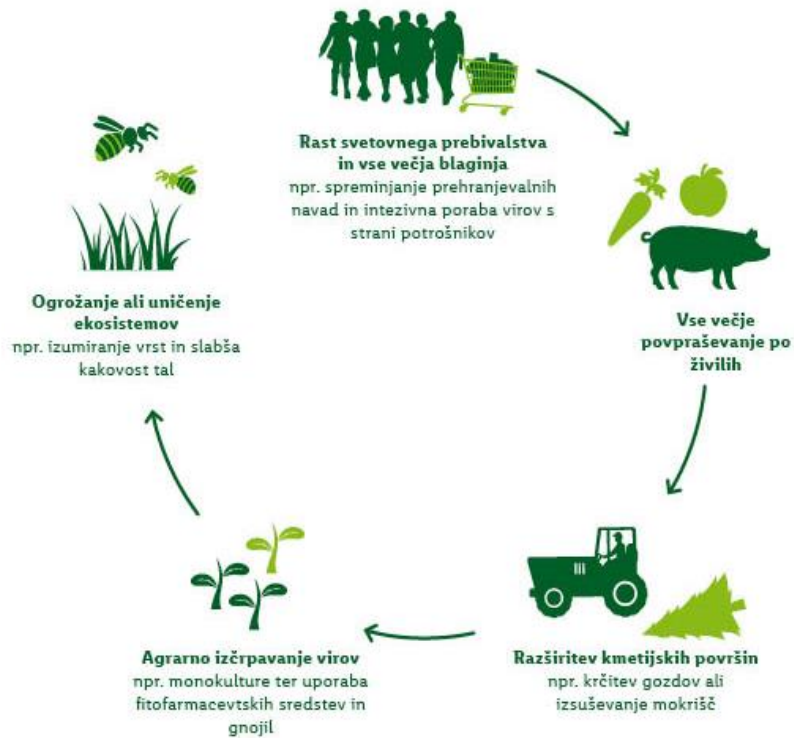 Rast svetovnega prebivalstva
in vse večja blaginja
npr. spreminjanje prehranjevalnih
navad in intezivna poraba virov s
strani potrošnikov
Vse večje
povpraševanje po
živilih
Razširitev kmetijskih površin
npr. krčitev gozdov ali
izsuševanje mokrišč
Agrarno izčrpavanje virov
npr. monokulture ter uporaba
fitofarmacevtskih sredstev in
gnojil
Ogrožanje ali uničenje
ekosistemov
npr. izumiranje vrst in slabša
kakovost tal